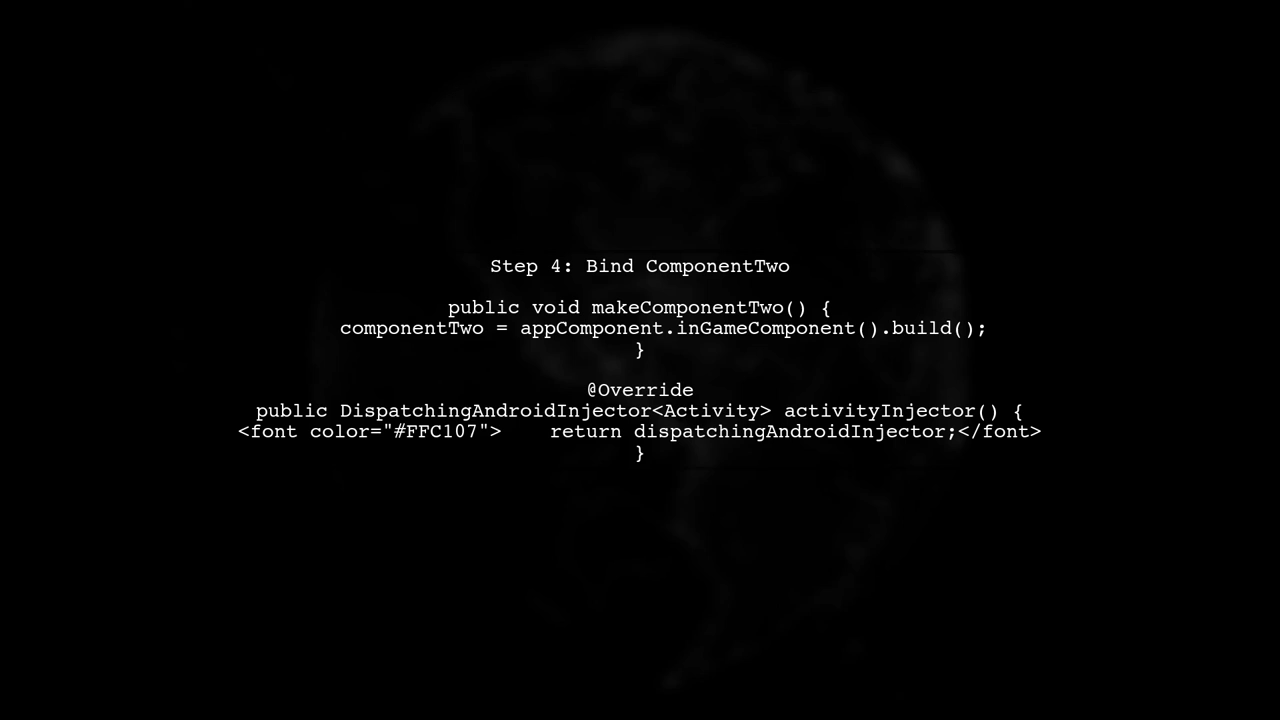 Step 4: Bind ComponentTwo
public void makeComponentTwo() {
componentTwo = appComponent.inGameComponent().build();
}
@Override
public DispatchingAndroidInjector<Activity> activityInjector() {
<font color="#FFC107">    return dispatchingAndroidInjector;</font>
}